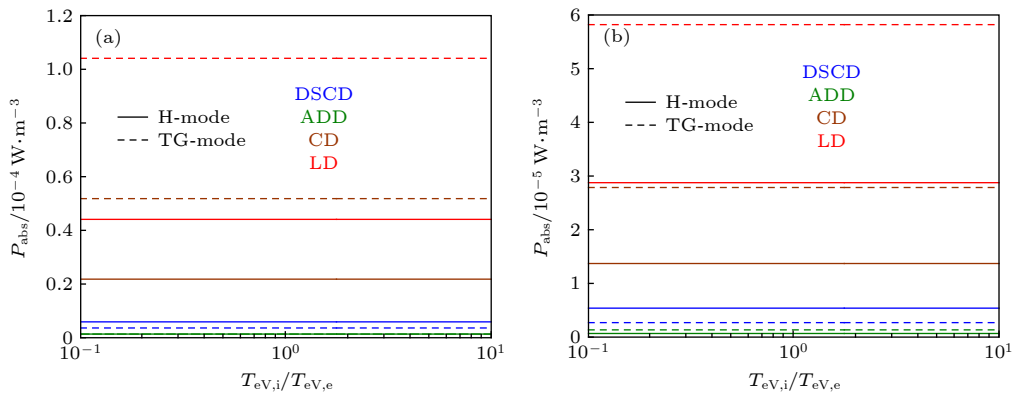 (a)
P_abs/10^−4 W·m^−3
1.2
1.0
0.8
0.6
0.4
0.2
0
DSCD
ADD
CD
LD
H-mode
TG-mode
10^−1
10^0
10^1
T_eV,i/T_eV,e
(b)
P_abs/10^−5 W·m^−3
6
5
4
3
2
1
0
DSCD
ADD
CD
LD
H-mode
TG-mode
10^−1
10^0
10^1
T_eV,i/T_eV,e